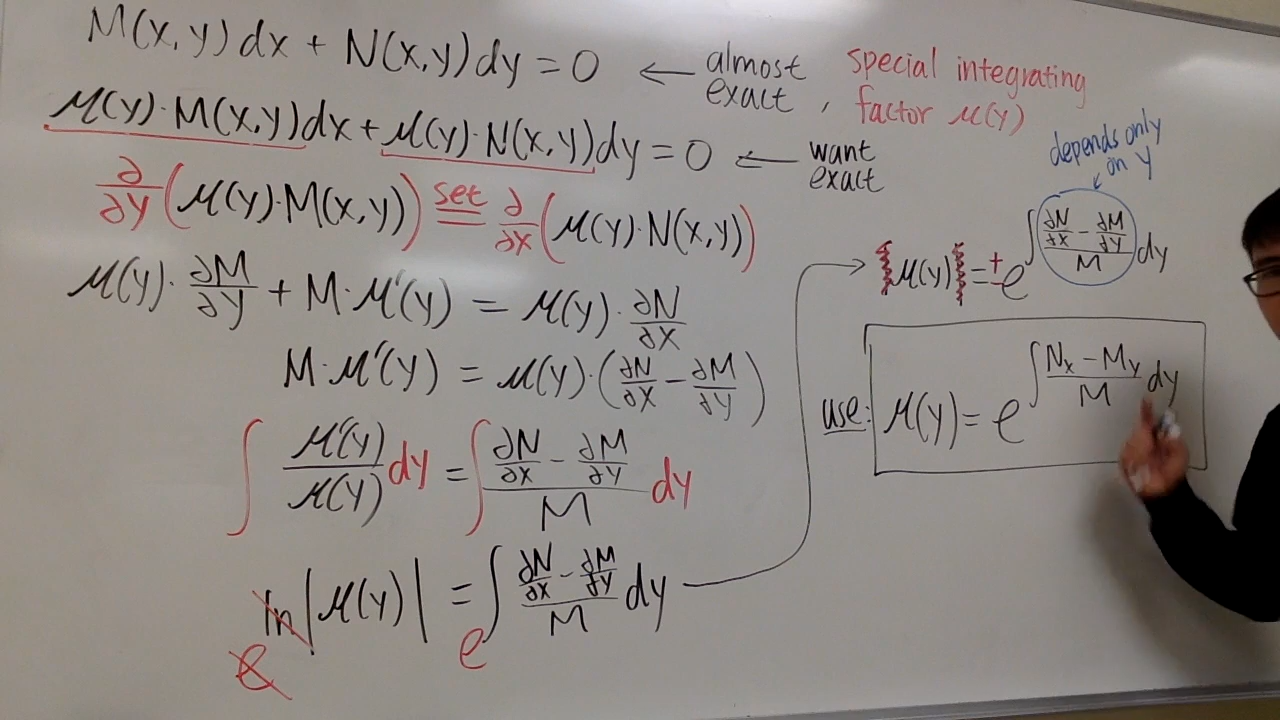 M(x,y) dx + N(x,y) dy = 0 ← almost exact, special integrating factor μ(y)
μ(y)·M(x,y)dx + μ(y)·N(x,y)dy = 0 ← want exact
∂/∂y (μ(y)·M(x,y)) set = ∂/∂x (μ(y)·N(x,y))
μ(y)·∂M/∂y + M·μ'(y) = μ(y)·∂N/∂x
M·μ'(y) = μ(y)·(∂N/∂x − ∂M/∂y)
∫ μ'(y)/μ(y) dy = ∫ (∂N/∂x − ∂M/∂y)/M dy
e ln|μ(y)| = e ∫ (∂N/∂x − ∂M/∂y)/M dy
depends only
on y
|μ(y)| = ± e^∫ (∂N/∂x − ∂M/∂y)/M dy
use: μ(y) = e^∫ (Nx − My)/M dy